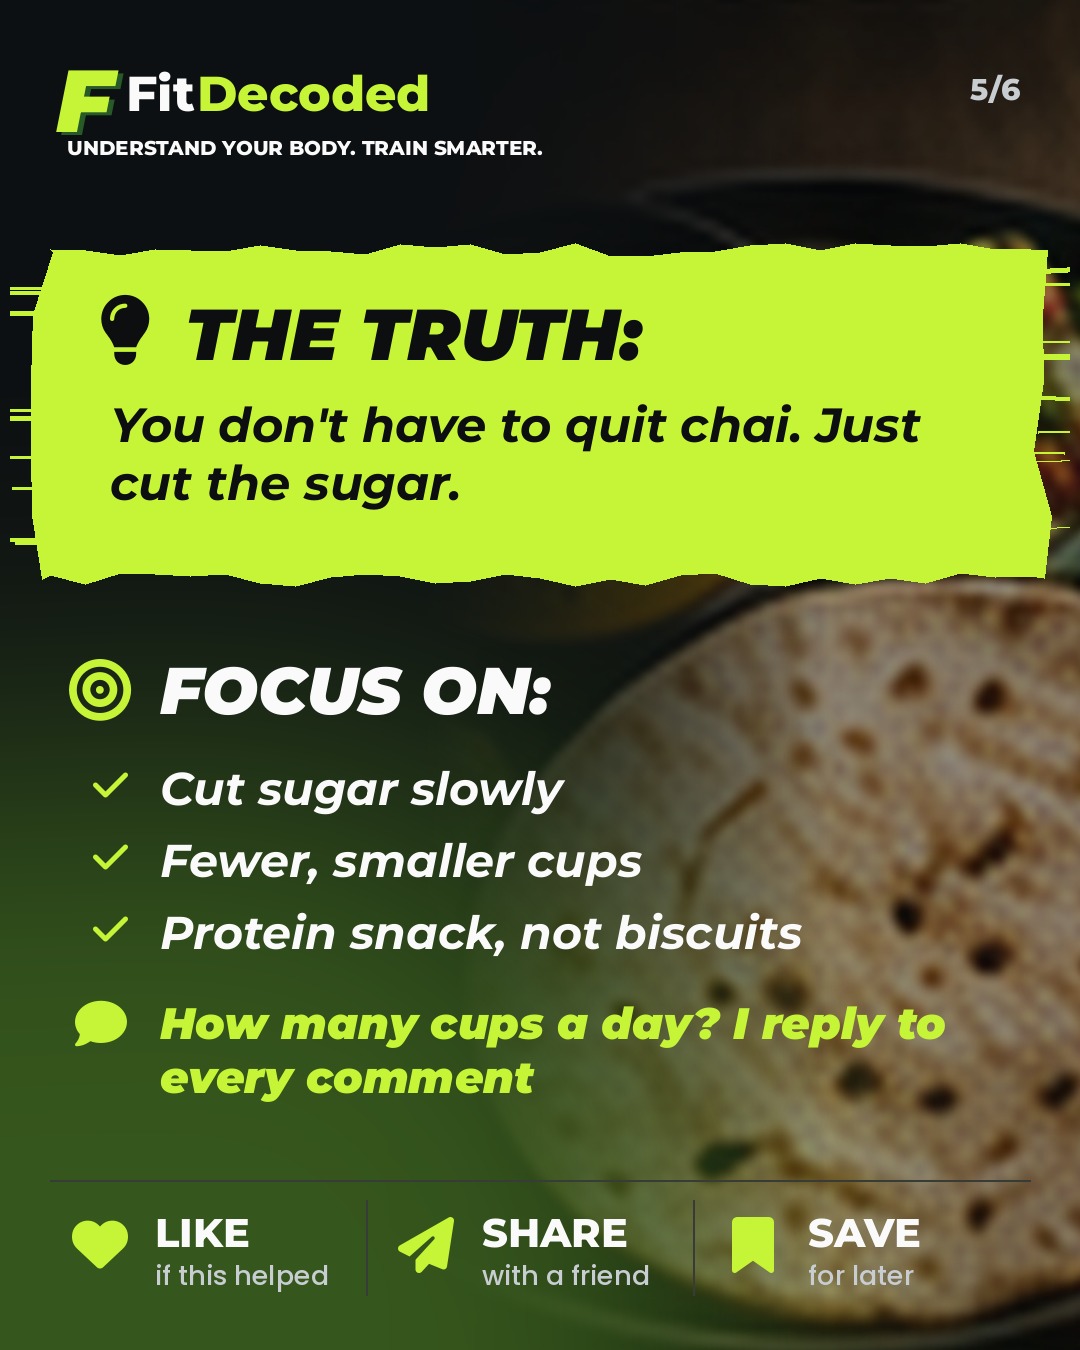 FitDecoded
5/6
UNDERSTAND YOUR BODY. TRAIN SMARTER.
THE TRUTH:
You don't have to quit chai. Just
cut the sugar.
FOCUS ON:
Cut sugar slowly
Fewer, smaller cups
Protein snack, not biscuits
How many cups a day? I reply to
every comment
LIKE
if this helped
SHARE
with a friend
SAVE
for later